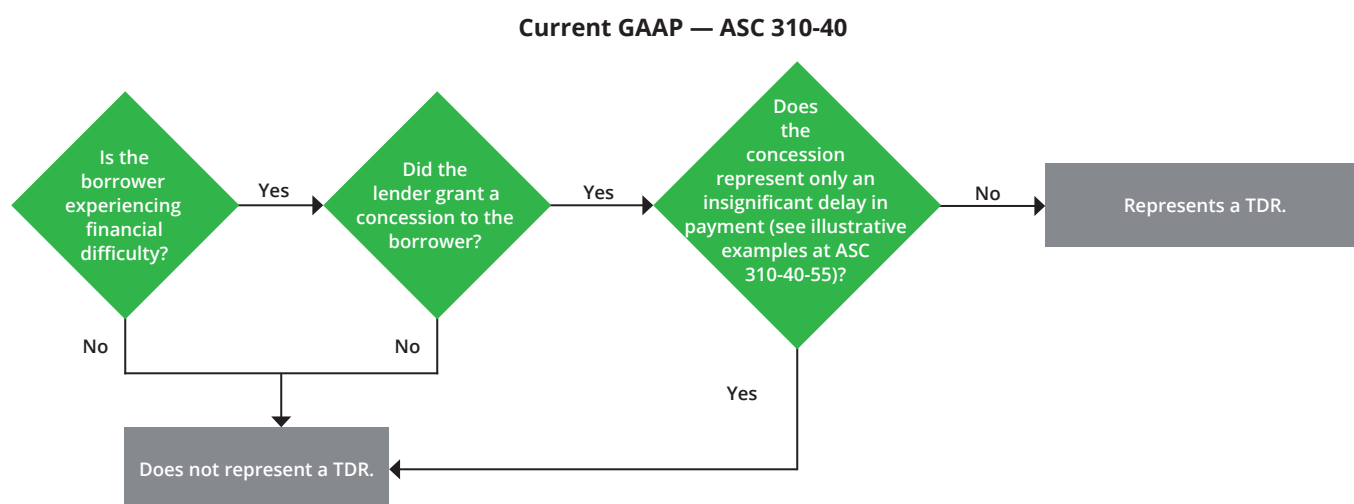 Current GAAP — ASC 310-40
Is the
borrower
experiencing
financial
difficulty?
Yes
Did the
lender grant a
concession to the
borrower?
Yes
Does
the
concession
represent only an
insignificant delay in
payment (see illustrative
examples at ASC
310-40-55)?
No
Represents a TDR.
No
No
Yes
Does not represent a TDR.